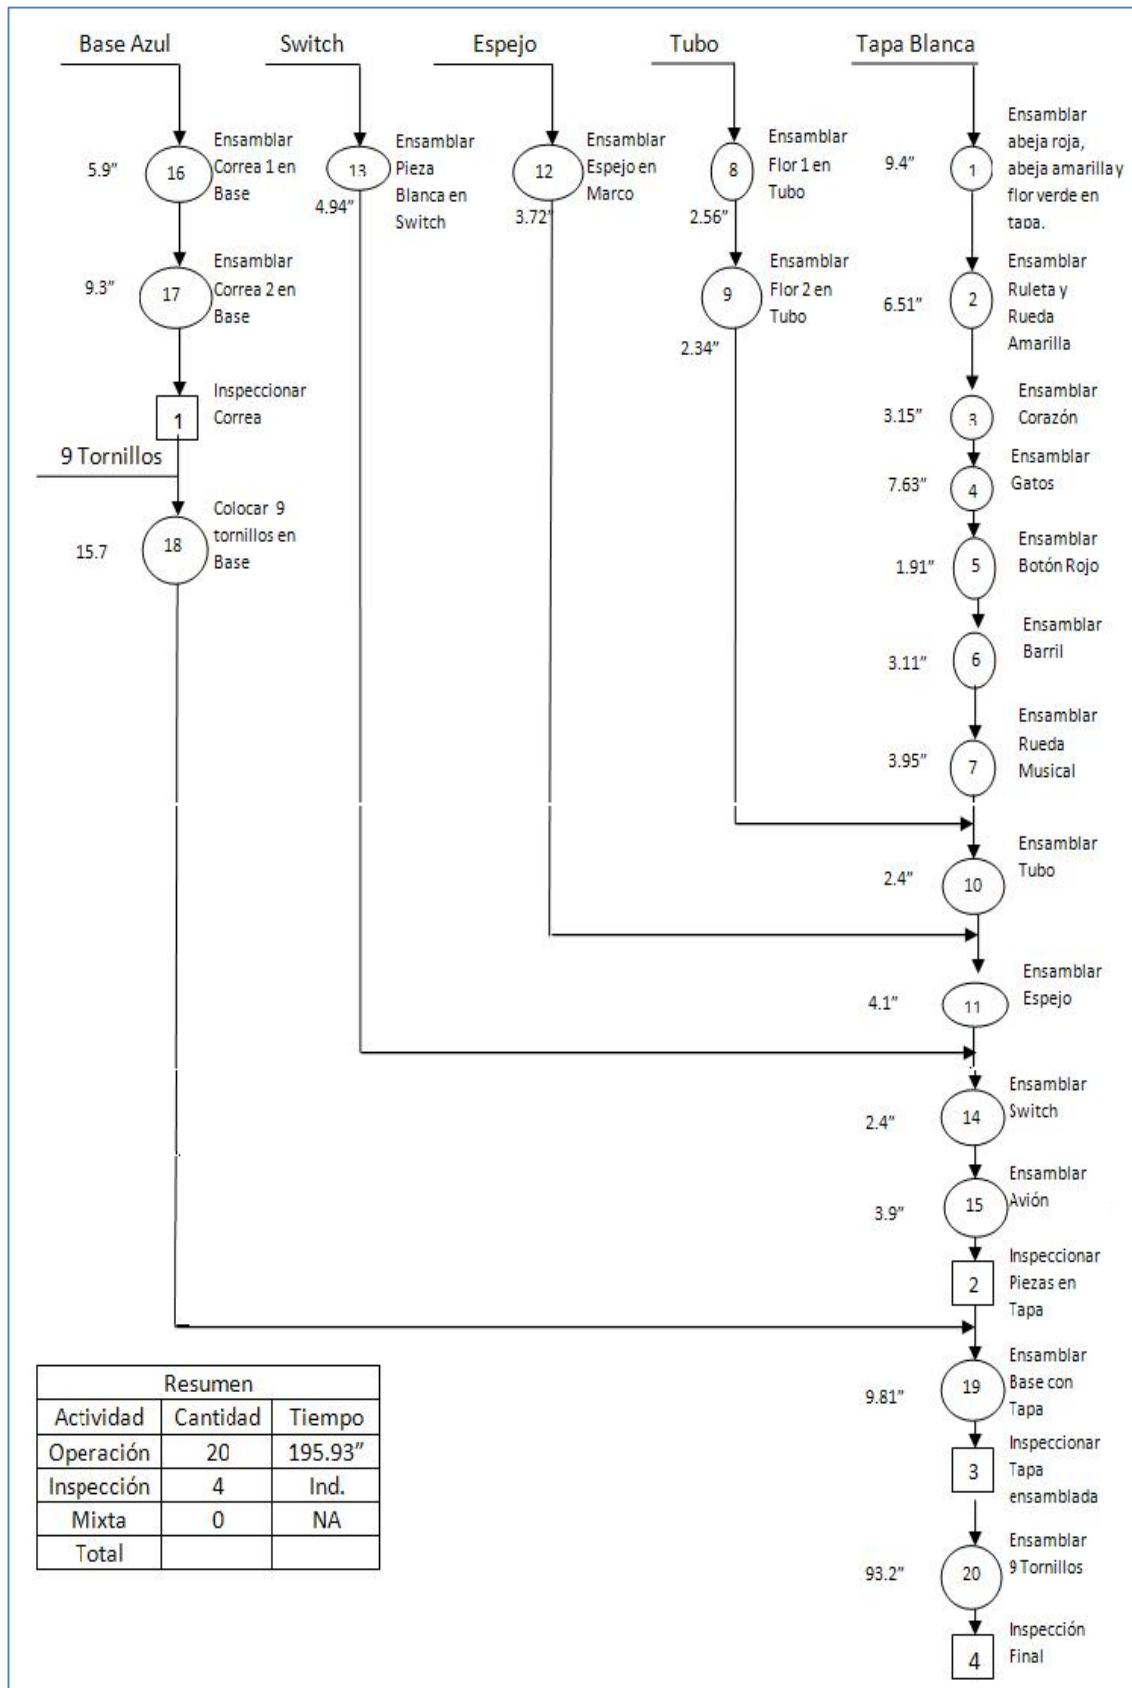 Base Azul
Switch
Espejo
Tubo
Tapa Blanca
5.9”
16
Ensamblar
Correa 1 en
Base
9.3”
17
Ensamblar
Correa 2 en
Base
1
Inspeccionar
Correa
9 Tornillos
15.7
18
Colocar 9
tornillos en
Base
13
4.94”
Ensamblar
Pieza
Blanca en
Switch
12
3.72”
Ensamblar
Espejo en
Marco
8
2.56”
Ensamblar
Flor 1 en
Tubo
9
2.34”
Ensamblar
Flor 2 en
Tubo
9.4”
1
Ensamblar
abeja roja,
abeja amarilla y
flor verde en
tapa.
6.51”
2
Ensamblar
Ruleta y
Rueda
Amarilla
3.15”
3
Ensamblar
Corazón
7.63”
4
Ensamblar
Gatos
1.91”
5
Ensamblar
Botón Rojo
3.11”
6
Ensamblar
Barril
3.95”
7
Ensamblar
Rueda
Musical
2.4”
10
Ensamblar
Tubo
4.1”
11
Ensamblar
Espejo
2.4”
14
Ensamblar
Switch
3.9”
15
Ensamblar
Avión
2
Inspeccionar
Piezas en
Tapa
9.81”
19
Ensamblar
Base con
Tapa
3
Inspeccionar
Tapa
ensamblada
93.2”
20
Ensamblar
9 Tornillos
4
Inspección
Final
Resumen
Actividad Cantidad Tiempo
Operación 20 195.93”
Inspección 4 Ind.
Mixta 0 NA
Total